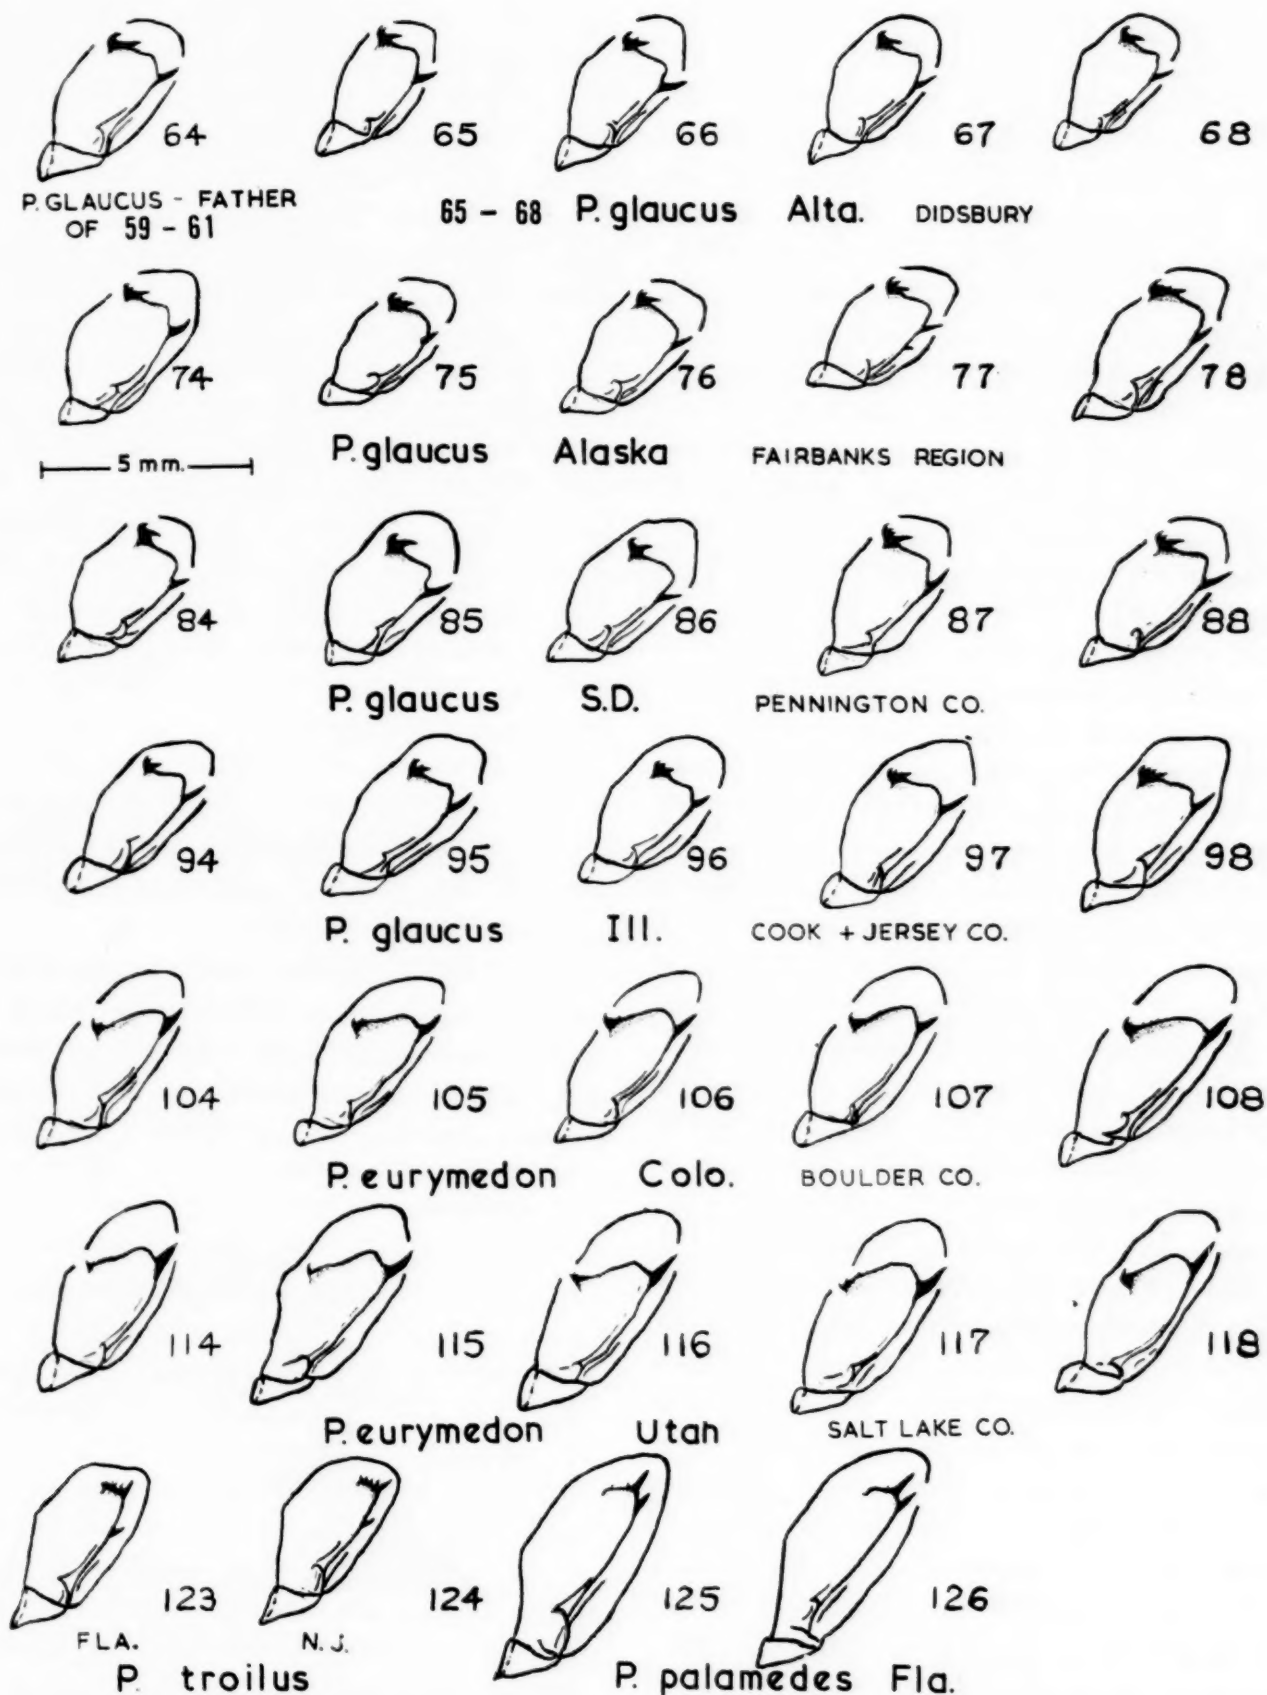 64 65 66 67 68
P. GLAUCUS - FATHER
OF 59 - 61
65 - 68 P. glaucus Alta. DIDSBURY
74 75 76 77 78
5 mm.
P. glaucus Alaska FAIRBANKS REGION
84 85 86 87 88
P. glaucus S.D. PENNINGTON CO.
94 95 96 97 98
P. glaucus Ill. COOK + JERSEY CO.
104 105 106 107 108
P. eurymedon Colo. BOULDER CO.
114 115 116 117 118
P. eurymedon Utah SALT LAKE CO.
123 124 125 126
FLA. N. J.
P. troilus P. palamedes Fla.